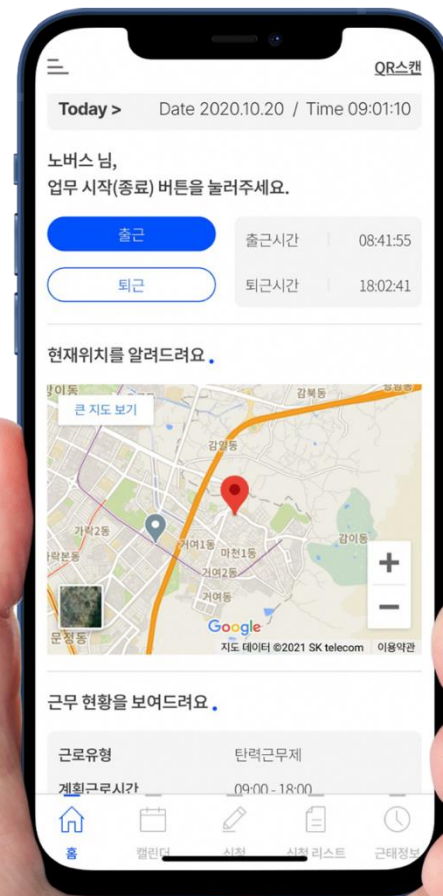 QR스캔
Today > Date 2020.10.20 / Time 09:01:10
노버스 님,
업무 시작(종료) 버튼을 눌러주세요.
출근
출근시간 08:41:55
퇴근
퇴근시간 18:02:41
현재위치를 알려드려요.
큰 지도 보기
감북동
감일동
가락2동
가락본동
거여1동
마천1동
감이동
거여2동
거여동
문정동
+
−
Google
지도 데이터 ©2021 SK telecom 이용약관
근무 현황을 보여드려요.
근로유형 탄력근무제
계획근로시간 09:00 - 18:00
홈 캘린더 신청 신청 리스트 근태정보